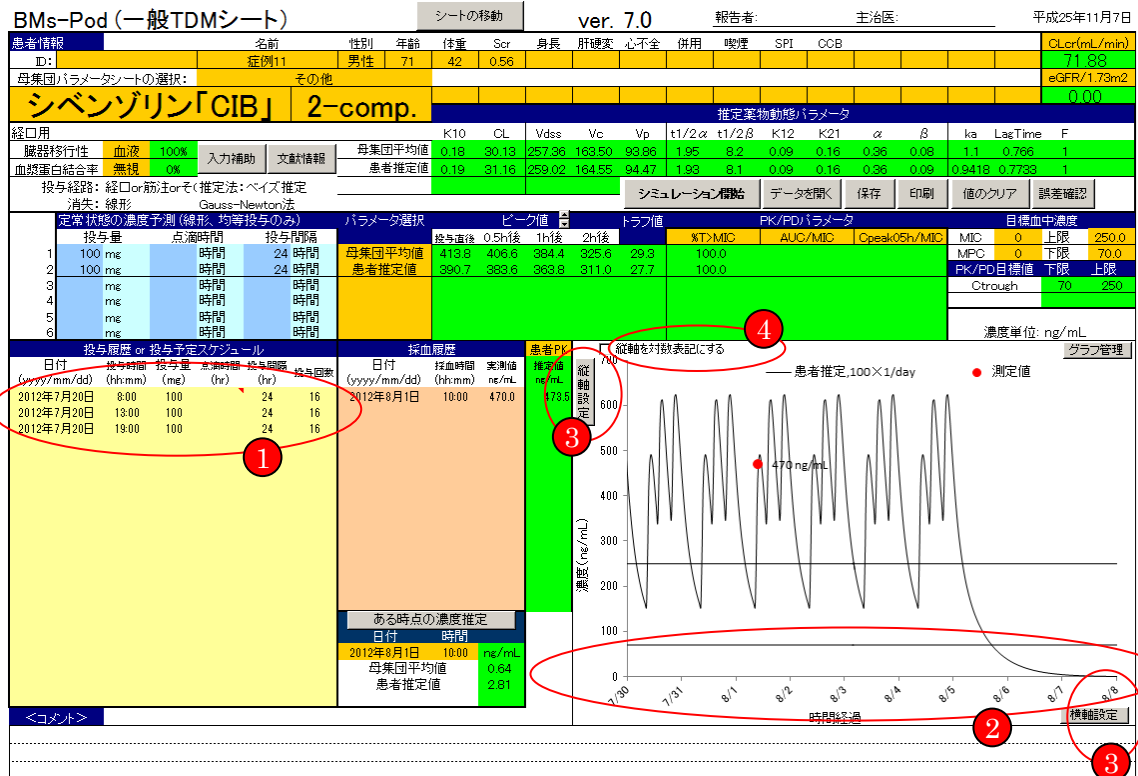 BMs-Pod (一般TDMシート) シートの移動 ver. 7.0 報告者: 主治医: 平成25年11月7日
患者情報 名前 性別 年齢 体重 Scr 身長 肝硬変 心不全 併用 喫煙 SPI CCB CLcr(mL/min)
ID: 症例11 男性 71 42 0.56 71.88
母集団パラメータシートの選択: その他 eGFR/1.73m2
シベンゾリン「CIB」 2-comp. 0.00
推定薬物動態パラメータ
経口用 K10 CL Vdss Vc Vp t1/2α t1/2β K12 K21 α β ka LagTime F
臓器移行性 血液 100% 入力補助 文献情報 母集団平均値 0.18 30.13 257.36 163.50 93.86 1.95 8.2 0.09 0.16 0.36 0.08 1.1 0.766 1
血漿蛋白結合率 無視 0% 患者推定値 0.19 31.16 259.02 164.55 94.47 1.93 8.1 0.09 0.16 0.36 0.09 0.9418 0.7733 1
投与経路: 経口or筋注orその 推定法: ベイズ推定 シミュレーション開始 データを開く 保存 印刷 値のクリア 誤差確認
消失: 線形 Gauss-Newton法
定常状態の濃度予測 (線形、均等投与のみ) パラメータ選択 ピーク値 トラフ値 PK/PDパラメータ 目標血中濃度
投与量 点滴時間 投与間隔 投与直後 0.5h後 1h後 2h後 %T>MIC AUC/MIC Cpeak05h/MIC MIC 0 上限 250.0
1 100 mg 時間 24 時間 母集団平均値 413.8 406.6 384.4 325.6 29.3 100.0 MPC 0 下限 70.0
2 100 mg 時間 24 時間 患者推定値 390.7 383.6 363.8 311.0 27.7 100.0 PK/PD目標値 下限 上限
3 mg 時間 時間 Ctrough 70 250
4 mg 時間 時間
5 mg 時間 時間
6 mg 時間 時間 濃度単位: ng/mL
4
投与履歴 or 投与予定スケジュール 採血履歴 患者PK 縦軸を対数表記にする グラフ管理
日付 投与時間 投与量 点滴時間 投与間隔 投与回数 日付 採血時間 実測値 推定値
(yyyy/mm/dd) (hh:mm) (mg) (hr) (hr) (yyyy/mm/dd) (hh:mm) ng/mL ng/mL
2012年7月20日 8:00 100 24 16 2012年8月1日 10:00 470.0 473.5
2012年7月20日 13:00 100 24 16
2012年7月20日 19:00 100 24 16
1
縦軸設定
3
患者推定,100×1/day 測定値
470 ng/mL
濃度(ng/mL)
700
600
500
400
300
200
100
0
7/30 7/31 8/1 8/2 8/3 8/4 8/5 8/6 8/7 8/8
時間経過 横軸設定
2
3
ある時点の濃度推定
日付 時間
2012年8月1日 10:00 ng/mL
母集団平均値 0.64
患者推定値 2.81
<コメント>